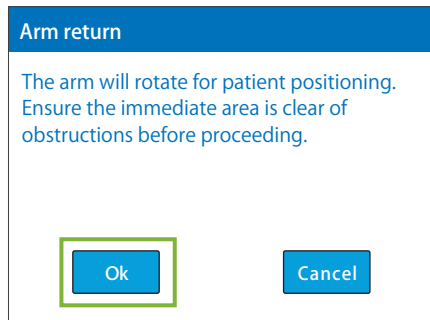 Arm return
The arm will rotate for patient positioning.
Ensure the immediate area is clear of
obstructions before proceeding.
Ok
Cancel